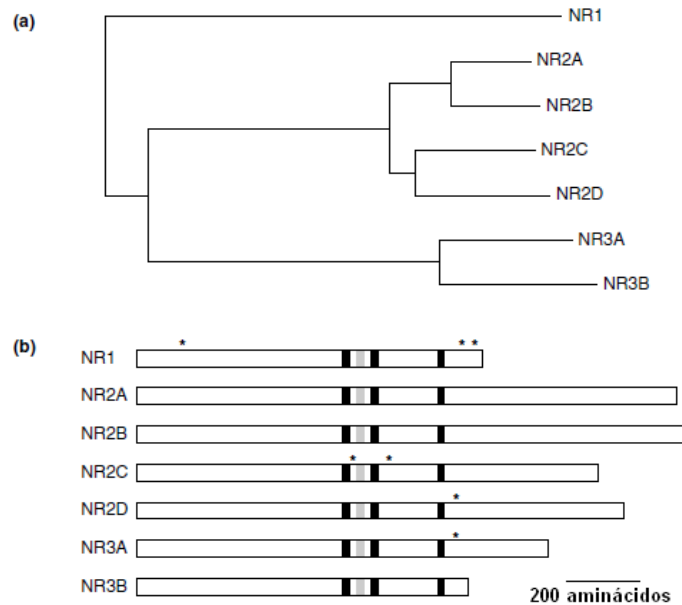 (a)
NR1
NR2A
NR2B
NR2C
NR2D
NR3A
NR3B
(b)
* * *
NR1
NR2A
NR2B
* *
NR2C
*
NR2D
*
NR3A
NR3B
200 aminácidos